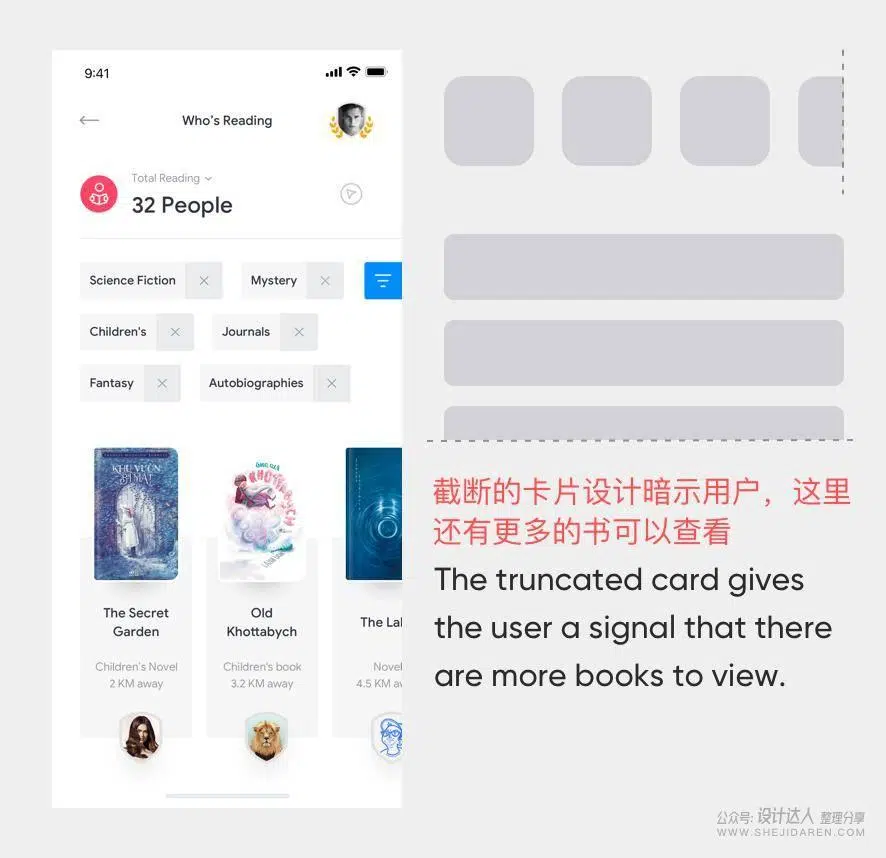 9:41
Who's Reading
Total Reading
32 People
Science Fiction
Mystery
Children's
Journals
Fantasy
Autobiographies
KHU VƯỜN
BÍ MẬT
ÔNG GIÀ
KHỐTTABÝCH
The Secret
Garden
Children's Novel
2 KM away
Old
Khottabych
Children's book
3.2 KM away
The Lal
Nove
4.5 KM aw
截断的卡片设计暗示用户，这里
还有更多的书可以查看
The truncated card gives
the user a signal that there
are more books to view.
公众号: 设计达人 整理分享
WWW.SHEJIDAREN.COM